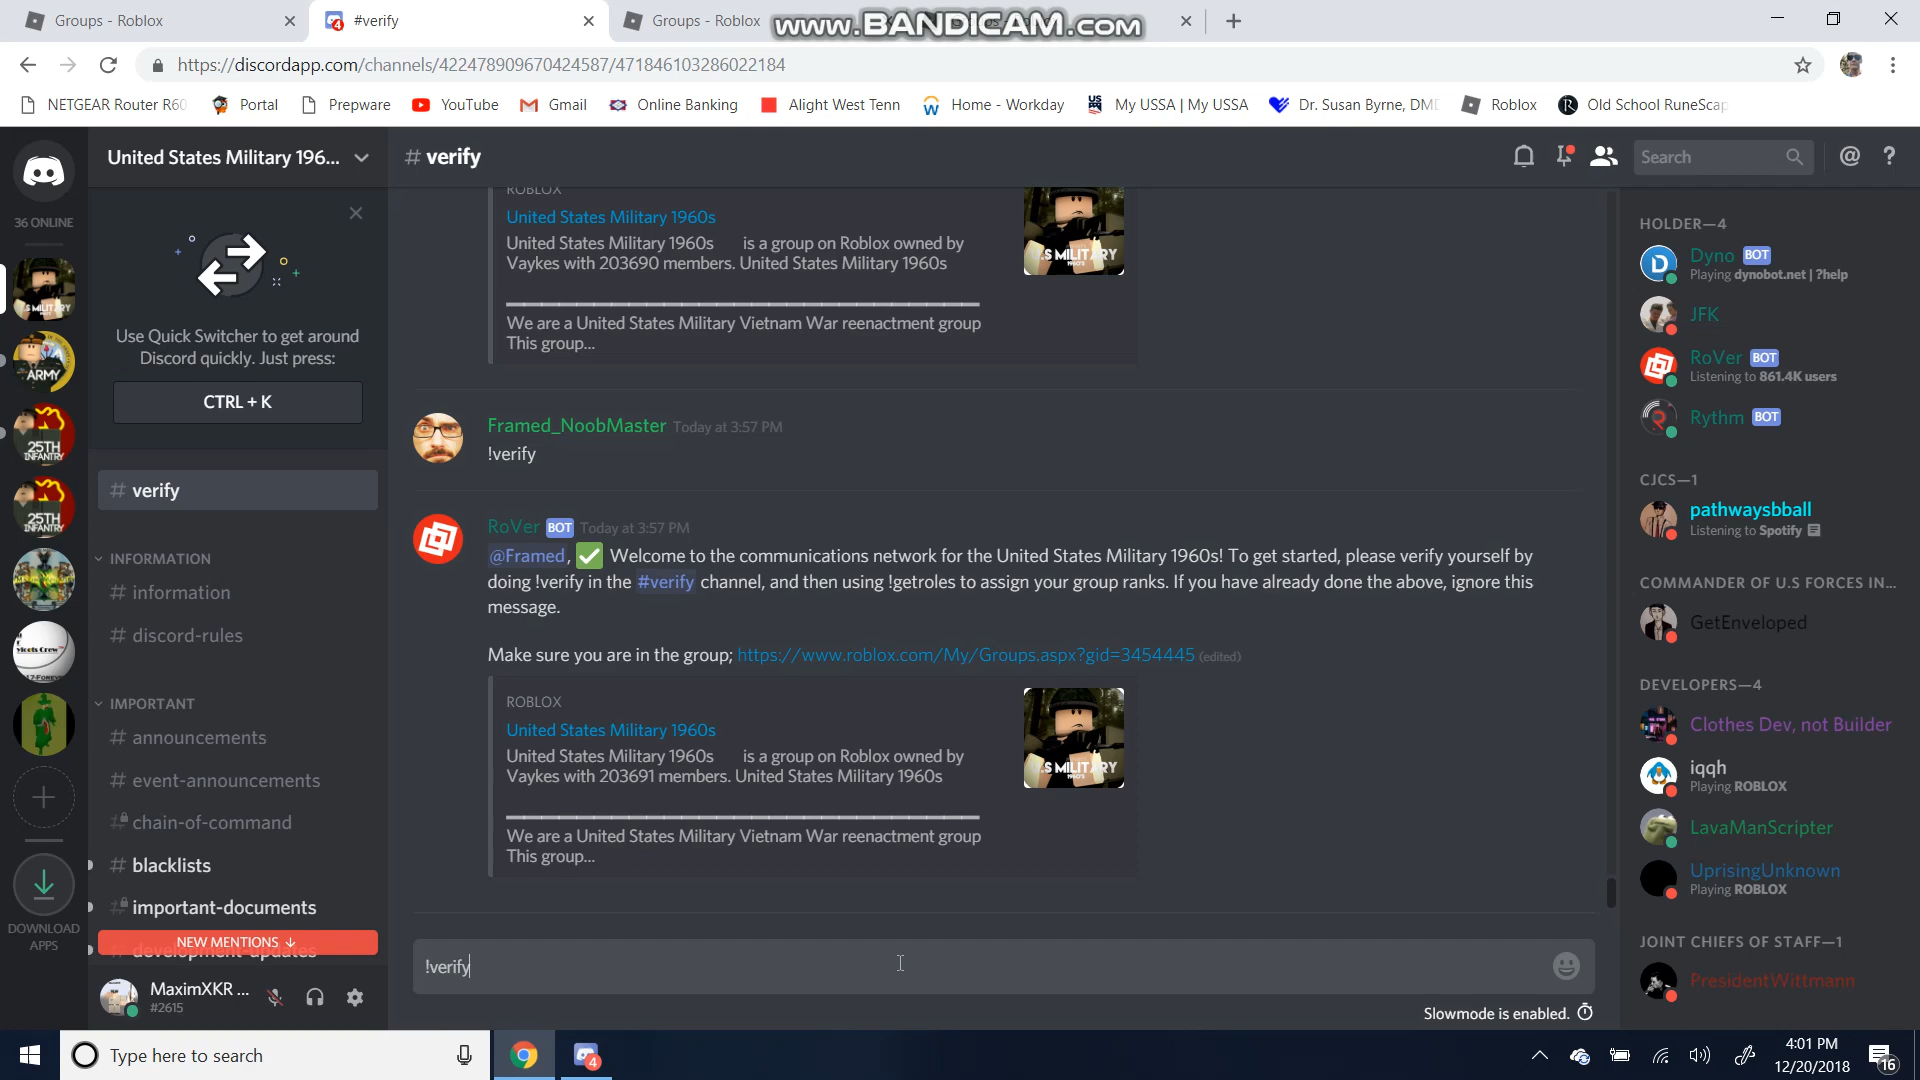 Groups - Roblox
#verify
Groups - Roblox
www.BANDICAM.com
https://discordapp.com/channels/422478909670424587/471846103286022184
NETGEAR Router R60
Portal
Prepware
YouTube
Gmail
Online Banking
Alight West Tenn
Home - Workday
My USSA | My USSA
Dr. Susan Byrne, DMD
Roblox
Old School RuneScap
36 ONLINE
United States Military 196...
Use Quick Switcher to get around
Discord quickly. Just press:
CTRL + K
# verify
INFORMATION
# information
# discord-rules
IMPORTANT
# announcements
# event-announcements
chain-of-command
# blacklists
important-documents
NEW MENTIONS ↓
# development-updates
DOWNLOAD
APPS
MaximXKR ...
#2615
# verify
Search
ROBLOX
United States Military 1960s
United States Military 1960s is a group on Roblox owned by
Vaykes with 203690 members. United States Military 1960s
We are a United States Military Vietnam War reenactment group
This group...
Framed_NoobMaster Today at 3:57 PM
!verify
RoVer BOT Today at 3:57 PM
@Framed, ✅ Welcome to the communications network for the United States Military 1960s! To get started, please verify yourself by
doing !verify in the #verify channel, and then using !getroles to assign your group ranks. If you have already done the above, ignore this
message.
Make sure you are in the group; https://www.roblox.com/My/Groups.aspx?gid=3454445 (edited)
ROBLOX
United States Military 1960s
United States Military 1960s is a group on Roblox owned by
Vaykes with 203691 members. United States Military 1960s
We are a United States Military Vietnam War reenactment group
This group...
!verify
Slowmode is enabled.
HOLDER—4
Dyno BOT
Playing dynobot.net | ?help
JFK
RoVer BOT
Listening to 861.4K users
Rythm BOT
CJCS—1
pathwaysbball
Listening to Spotify
COMMANDER OF U.S FORCES IN...
GetEnveloped
DEVELOPERS—4
Clothes Dev, not Builder
iqqh
Playing ROBLOX
LavaManScripter
UprisingUnknown
Playing ROBLOX
JOINT CHIEFS OF STAFF—1
PresidentWittmann
Type here to search
4:01 PM
12/20/2018
16